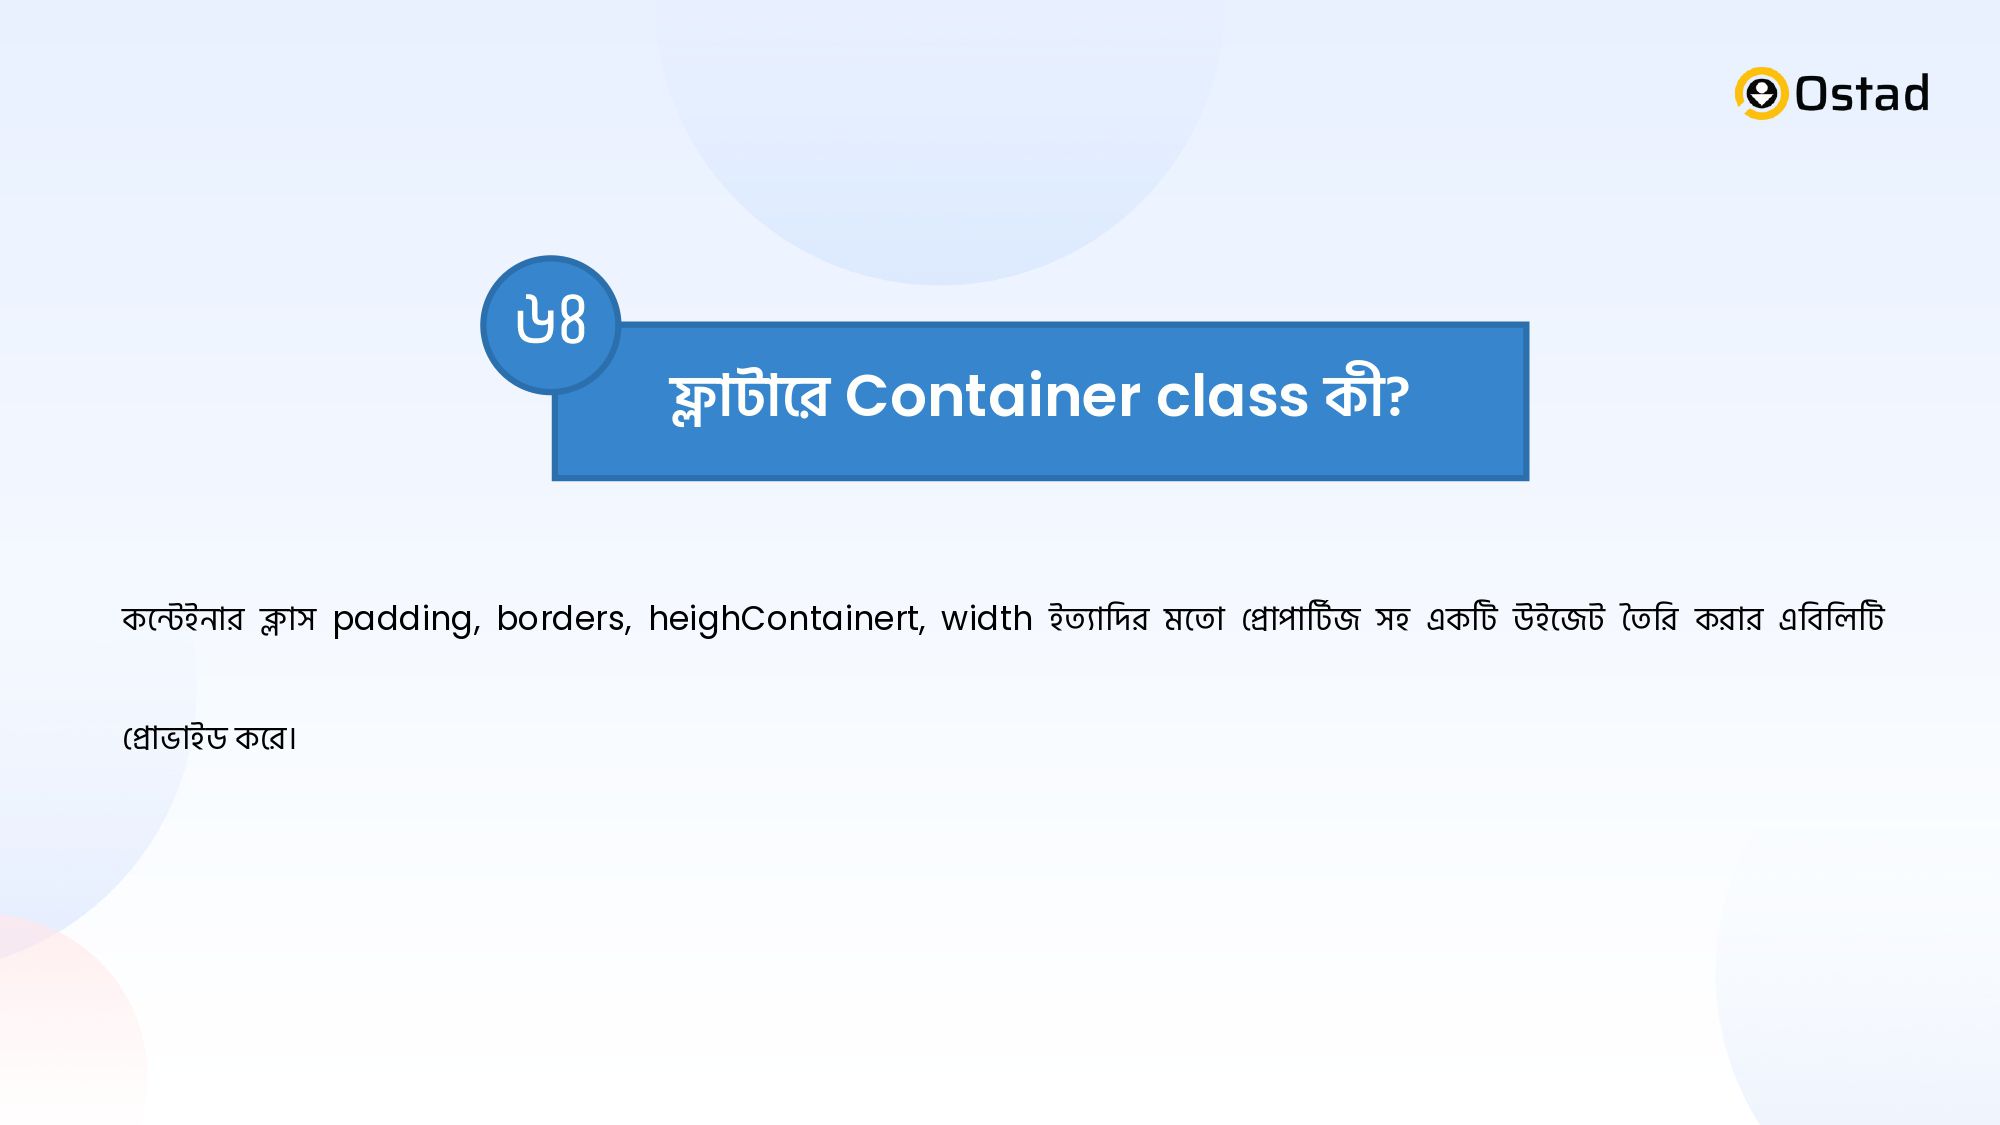 Ostad
৬৪
ফ্লাটারে Container class কী?
কন্টেইনার ক্লাস padding, borders, heighContainert, width ইত্যাদির মতো প্রোপার্টিজ সহ একটি উইজেট তৈরি করার এবিলিটি
প্রোভাইড করে।